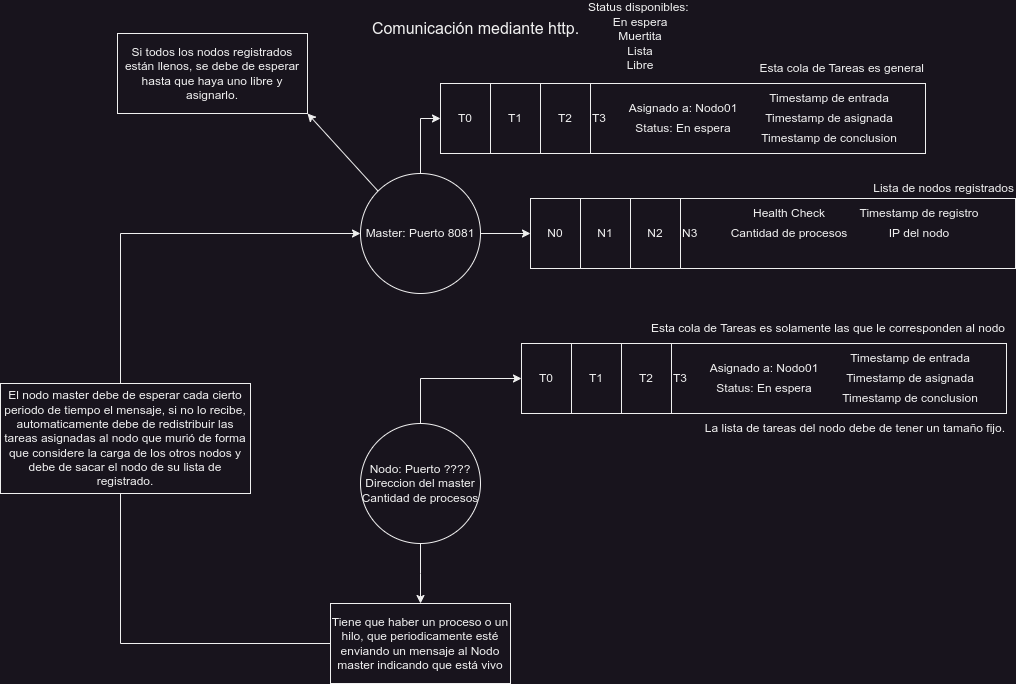 Status disponibles:
En espera
Muertita
Lista
Libre
Comunicación mediante http.
Si todos los nodos registrados
están llenos, se debe de esperar
hasta que haya uno libre y
asignarlo.
Esta cola de Tareas es general
T0
T1
T2
T3
Asignado a: Nodo01
Status: En espera
Timestamp de entrada
Timestamp de asignada
Timestamp de conclusion
Lista de nodos registrados
Master: Puerto 8081
N0
N1
N2
N3
Health Check
Cantidad de procesos
Timestamp de registro
IP del nodo
Esta cola de Tareas es solamente las que le corresponden al nodo
T0
T1
T2
T3
Asignado a: Nodo01
Status: En espera
Timestamp de entrada
Timestamp de asignada
Timestamp de conclusion
La lista de tareas del nodo debe de tener un tamaño fijo.
El nodo master debe de esperar cada cierto
periodo de tiempo el mensaje, si no lo recibe,
automaticamente debe de redistribuir las
tareas asignadas al nodo que murió de forma
que considere la carga de los otros nodos y
debe de sacar el nodo de su lista de
registrado.
Nodo: Puerto ????
Direccion del master
Cantidad de procesos
Tiene que haber un proceso o un
hilo, que periodicamente esté
enviando un mensaje al Nodo
master indicando que está vivo